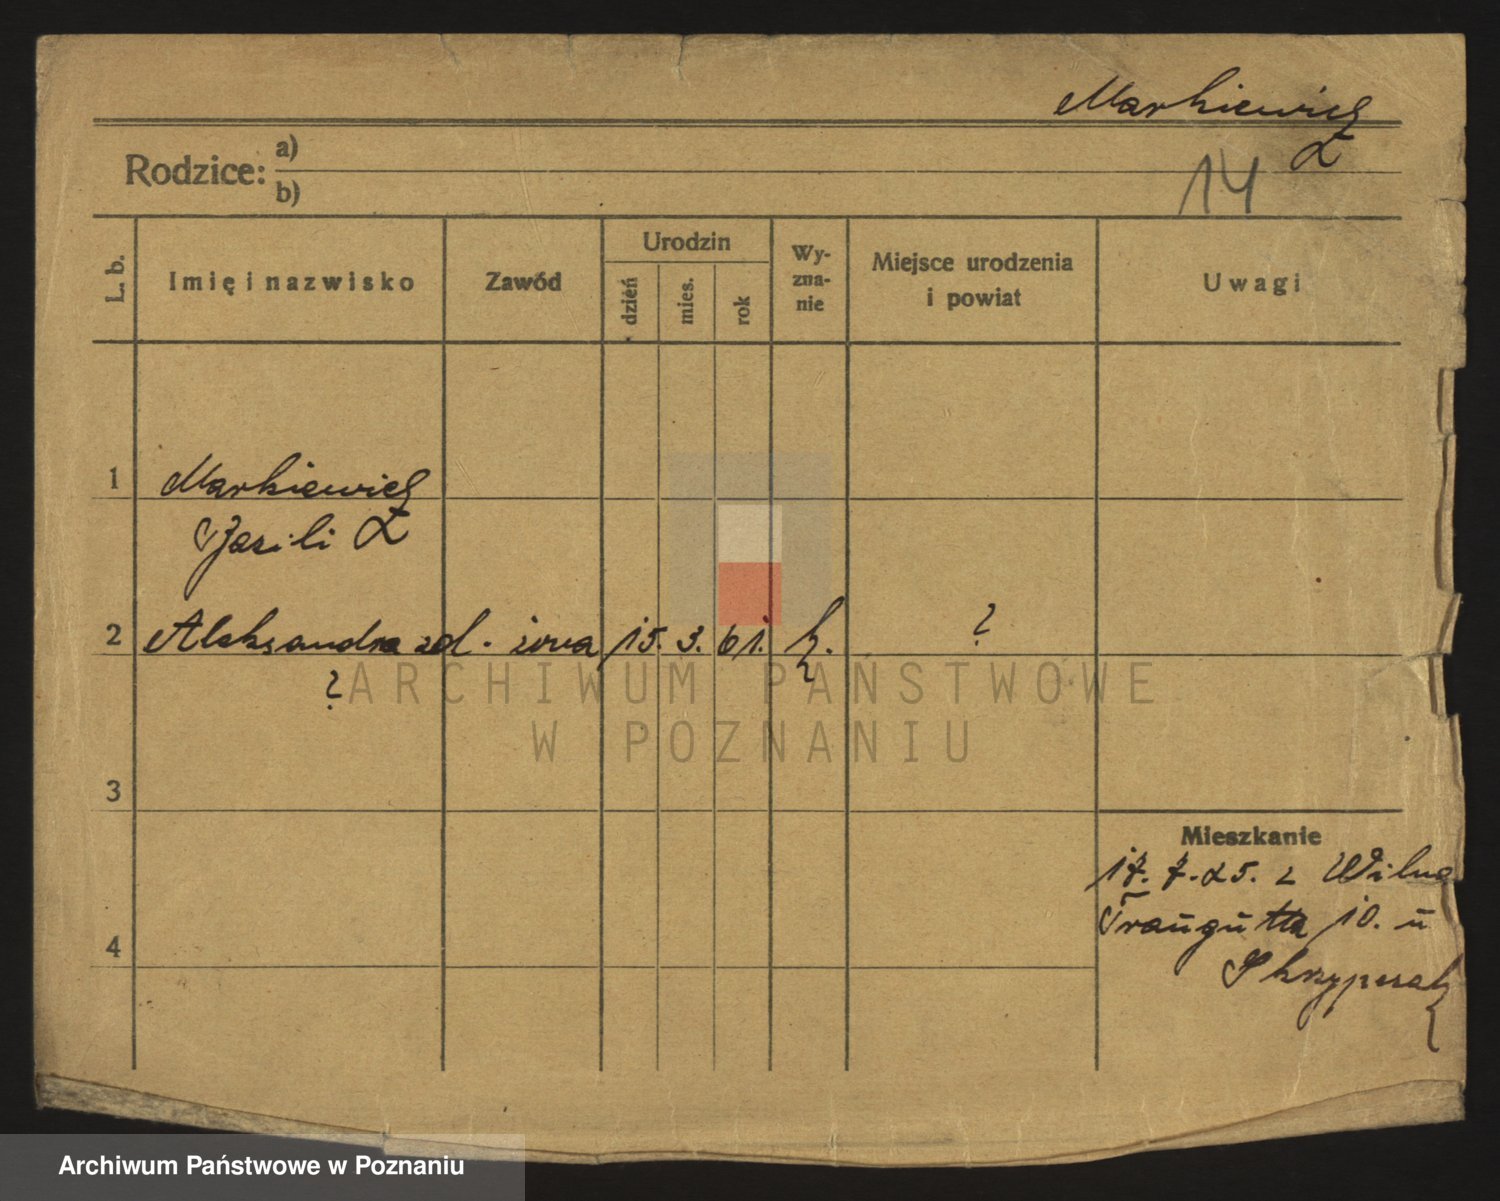 Markiewicz
14
Rodzice: a)
b)
L. b.
Imię i nazwisko
Zawód
Urodzin
dzień
mies.
rok
Wy-
zna-
nie
Miejsce urodzenia
i powiat
Uwagi
1
Markiewicz
Bazili
2
Aleksandra zd. żona 15. 3. 61. k. ?
?
ARCHIWUM PAŃSTWOWE
W POZNANIU
3
Mieszkanie
17. 7. 25. z Wilna
Traugutta 10. u
4
Skrzypczak
Archiwum Państwowe w Poznaniu